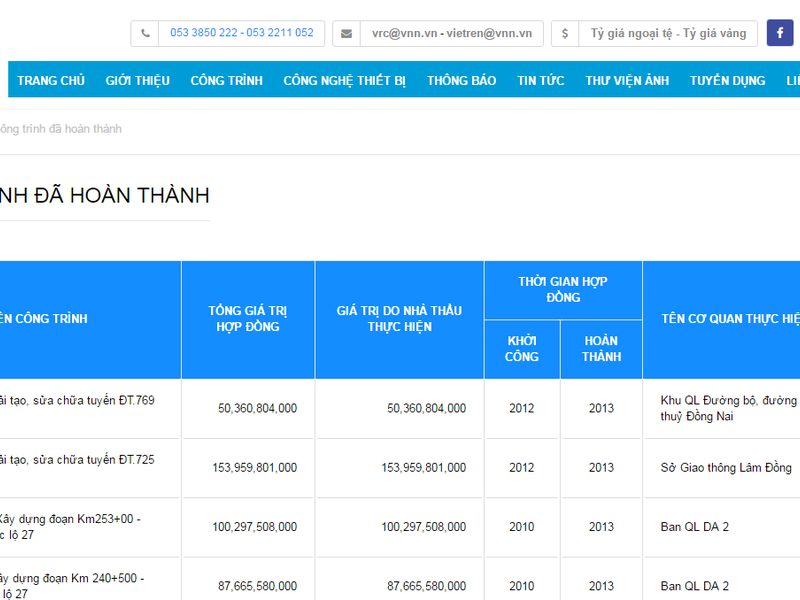 053 3850 222 - 053 2211 052
vrc@vnn.vn - vietren@vnn.vn
$
Tỷ giá ngoại tệ - Tỷ giá vàng
f
TRANG CHỦ GIỚI THIỆU CÔNG TRÌNH CÔNG NGHỆ THIẾT BỊ THÔNG BÁO TIN TỨC THƯ VIỆN ẢNH TUYỂN DỤNG LI
ông trình đã hoàn thành
NH ĐÃ HOÀN THÀNH
ÊN CÔNG TRÌNH
TỔNG GIÁ TRỊ
HỢP ĐỒNG
GIÁ TRỊ DO NHÀ THẦU
THỰC HIỆN
THỜI GIAN HỢP
ĐỒNG
KHỞI
CÔNG
HOÀN
THÀNH
TÊN CƠ QUAN THỰC HIỆ
ải tạo, sửa chữa tuyến ĐT.769
50,360,804,000
50,360,804,000
2012
2013
Khu QL Đường bộ, đường
thuỷ Đồng Nai
ải tạo, sửa chữa tuyến ĐT.725
153,959,801,000
153,959,801,000
2012
2013
Sở Giao thông Lâm Đồng
Xây dựng đoạn Km253+00 -
c lộ 27
100,297,508,000
100,297,508,000
2010
2013
Ban QL DA 2
ây dựng đoạn Km 240+500 -
lộ 27
87,665,580,000
87,665,580,000
2010
2013
Ban QL DA 2